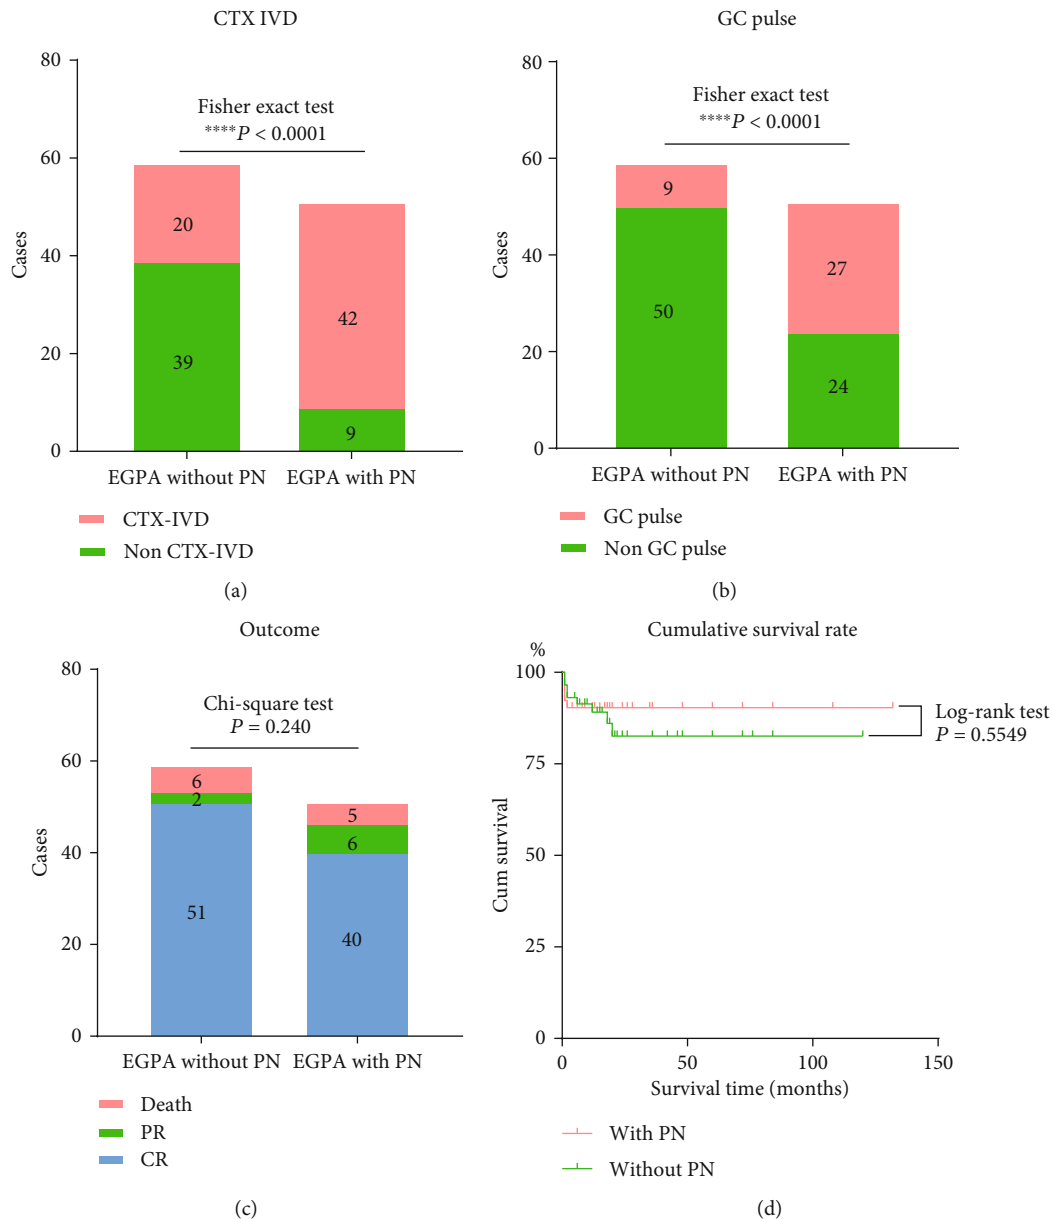 CTX IVD
80
60
40
20
0
Cases
Fisher exact test
****P < 0.0001
20
39
42
9
EGPA without PN
EGPA with PN
CTX-IVD
Non CTX-IVD
(a)
GC pulse
80
60
40
20
0
Cases
Fisher exact test
****P < 0.0001
9
50
27
24
EGPA without PN
EGPA with PN
GC pulse
Non GC pulse
(b)
Outcome
80
60
40
20
0
Cases
Chi-square test
P = 0.240
6
2
51
5
6
40
EGPA without PN
EGPA with PN
Death
PR
CR
(c)
Cumulative survival rate
%
100
75
50
25
0
Cum survival
Log-rank test
P = 0.5549
0
50
100
150
Survival time (months)
With PN
Without PN
(d)